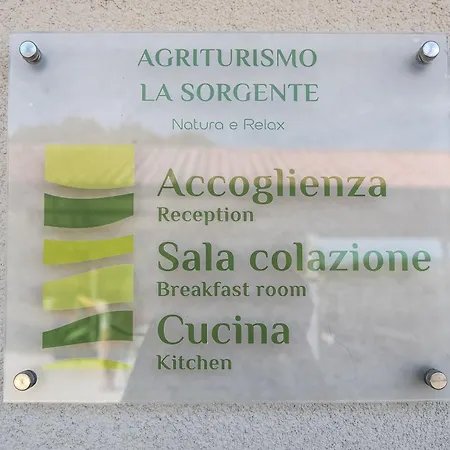 AGRITURISMO
LA SORGENTE
Natura e Relax
Accoglienza
Reception
Sala colazione
Breakfast room
Cucina
Kitchen